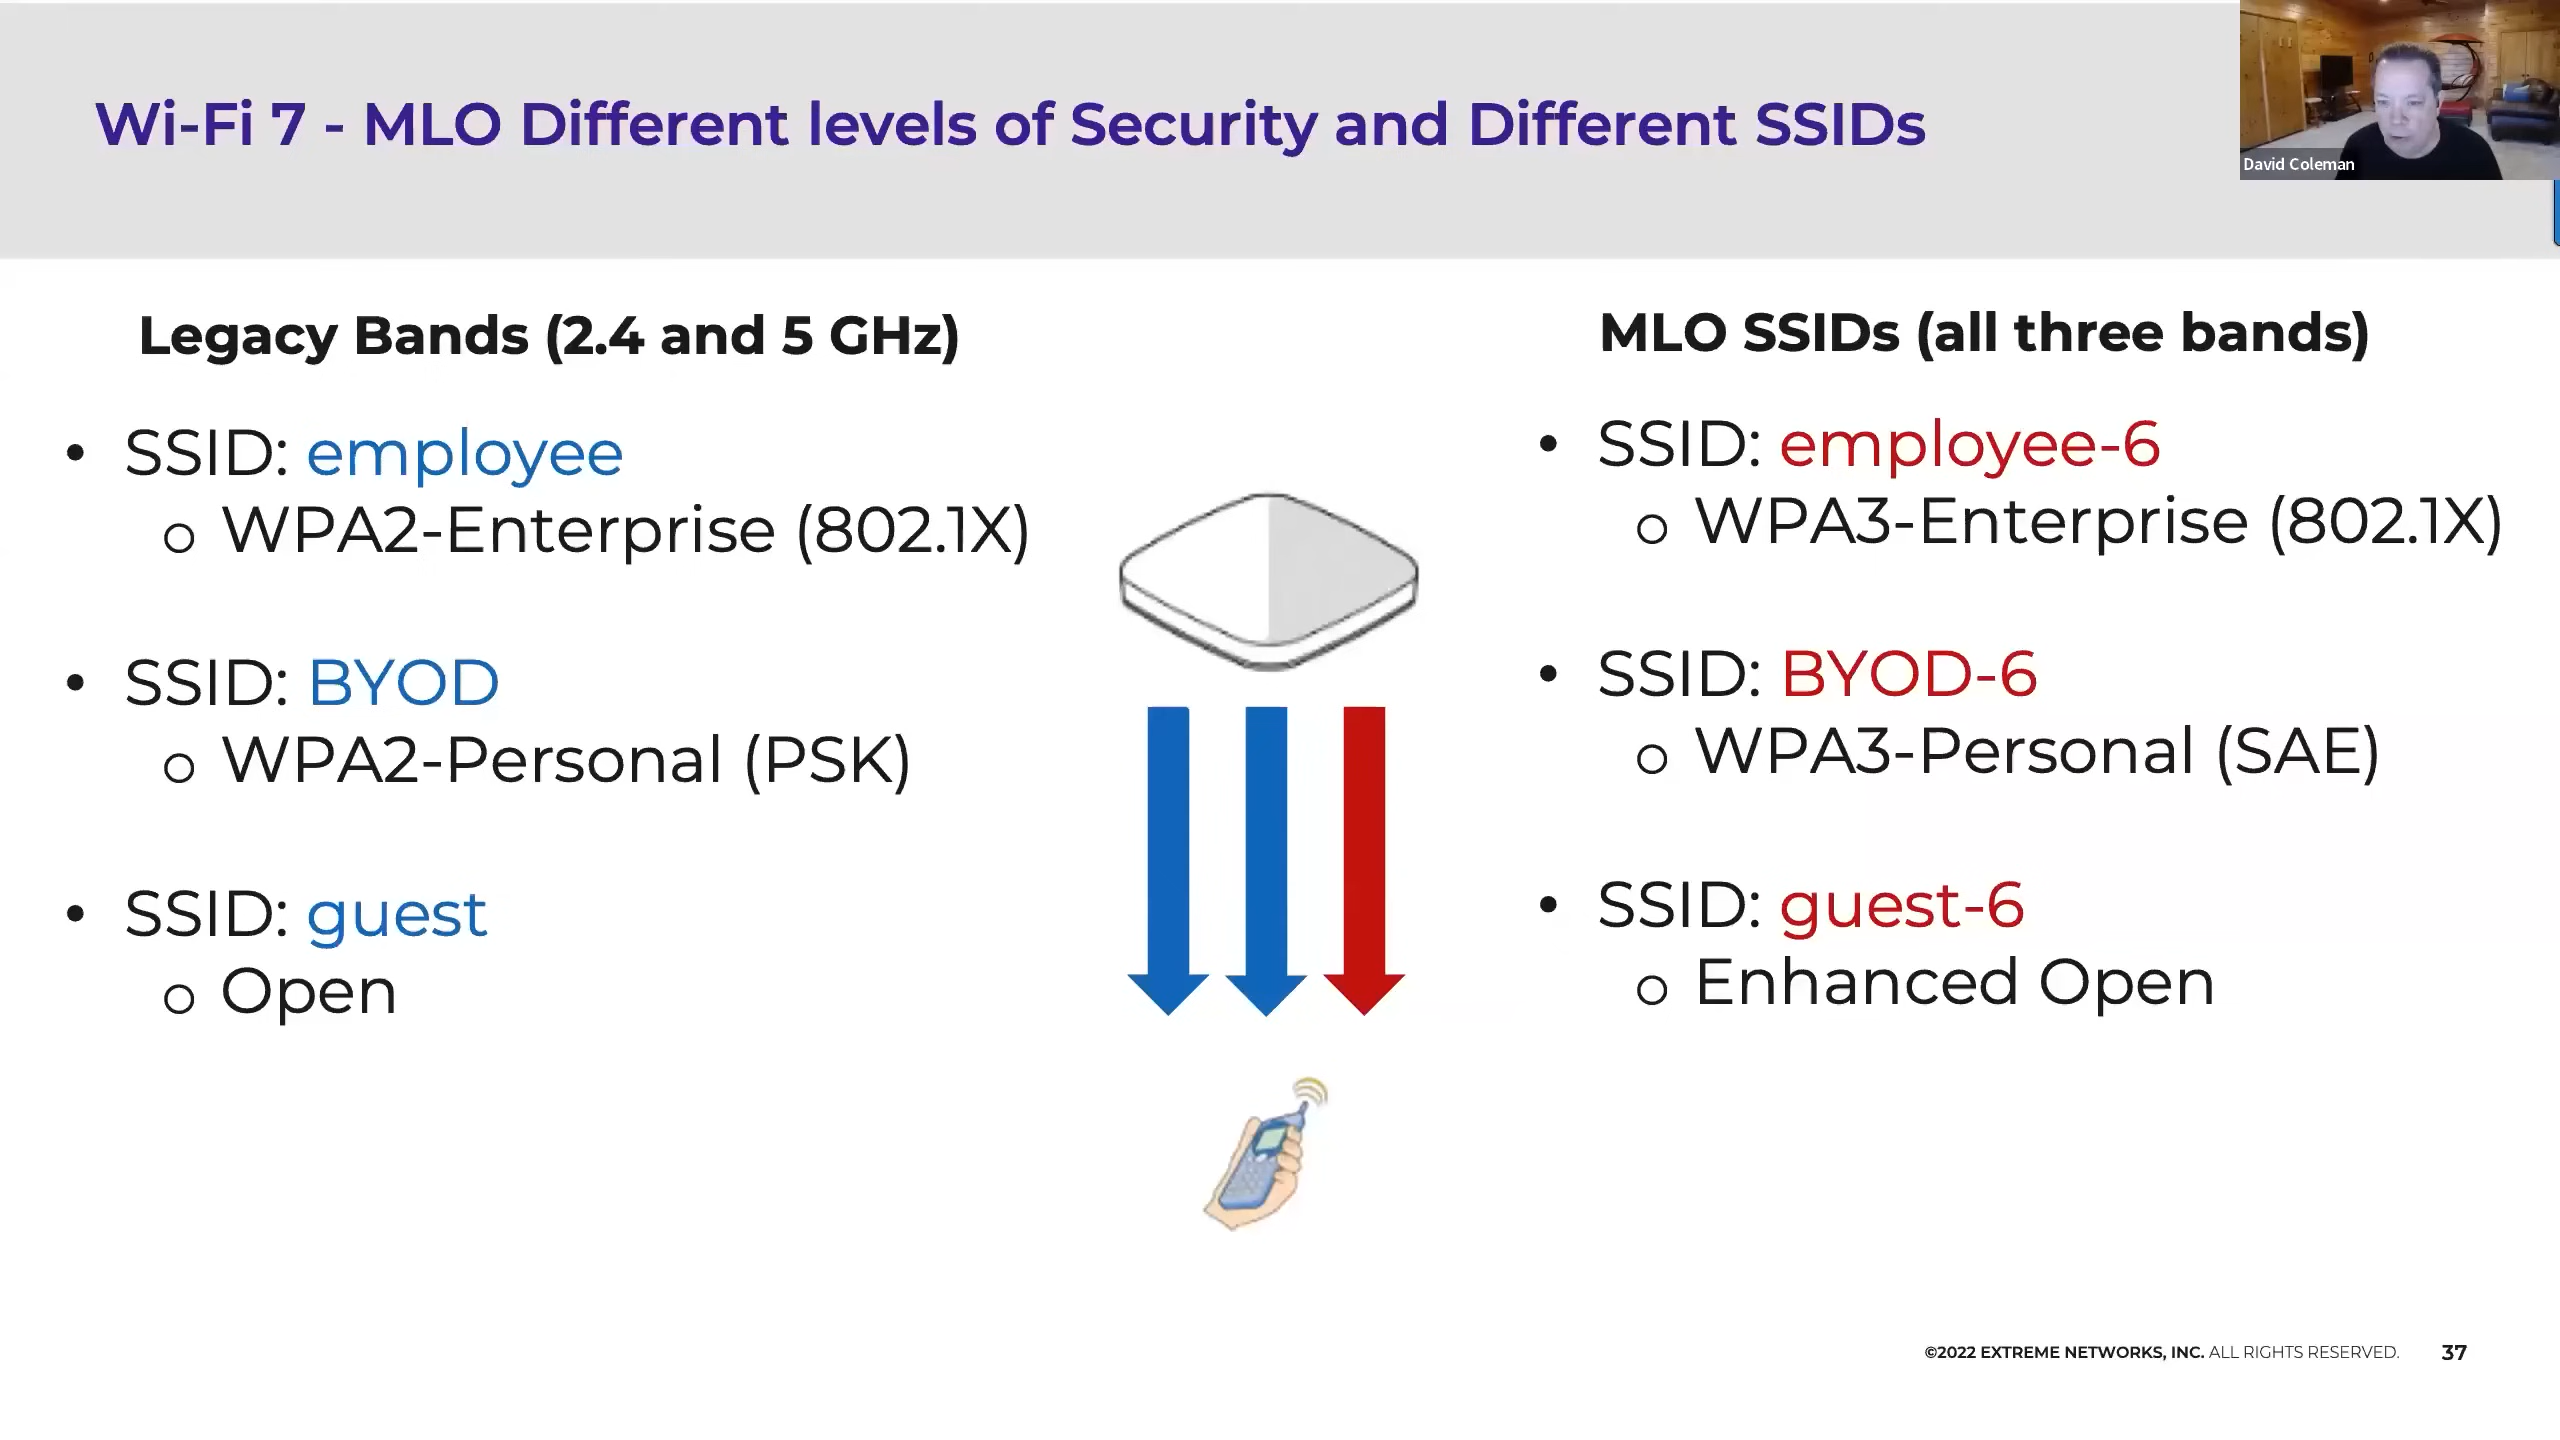 Wi-Fi 7 - MLO Different levels of Security and Different SSIDs
David Coleman
Legacy Bands (2.4 and 5 GHz)
• SSID: employee
o WPA2-Enterprise (802.1X)
• SSID: BYOD
o WPA2-Personal (PSK)
• SSID: guest
o Open
MLO SSIDs (all three bands)
• SSID: employee-6
o WPA3-Enterprise (802.1X)
• SSID: BYOD-6
o WPA3-Personal (SAE)
• SSID: guest-6
o Enhanced Open
©2022 EXTREME NETWORKS, INC. ALL RIGHTS RESERVED. 37